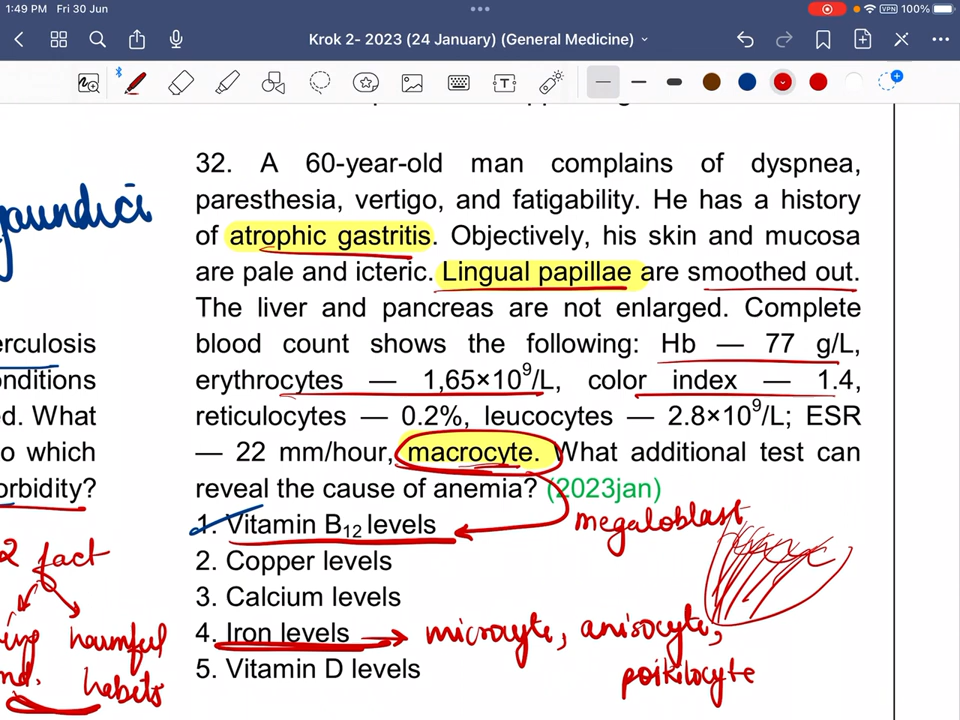 1:49 PM Fri 30 Jun
VPN 100%
Krok 2- 2023 (24 January) (General Medicine)
32. A 60-year-old man complains of dyspnea,
paresthesia, vertigo, and fatigability. He has a history
of atrophic gastritis. Objectively, his skin and mucosa
are pale and icteric. Lingual papillae are smoothed out.
The liver and pancreas are not enlarged. Complete
blood count shows the following: Hb — 77 g/L,
erythrocytes — 1,65×10⁹/L, color index — 1.4,
reticulocytes — 0.2%, leucocytes — 2.8×10⁹/L; ESR
— 22 mm/hour, macrocyte. What additional test can
reveal the cause of anemia? (2023jan)
1. Vitamin B₁₂ levels
2. Copper levels
3. Calcium levels
4. Iron levels
5. Vitamin D levels
megaloblast
microcyte, anisocyte,
poikilocyte
jaundice
erculosis
onditions
ed. What
o which
orbidity?
2 fact
harmful
habits